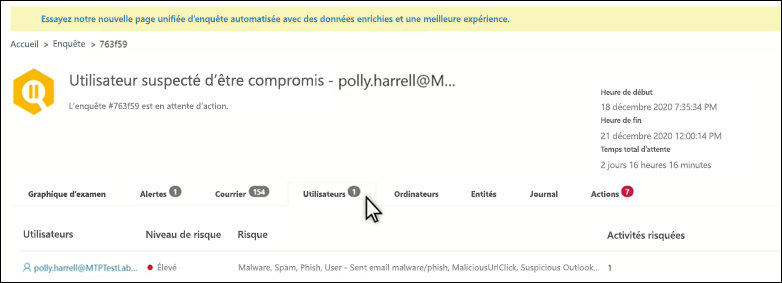 Essayez notre nouvelle page unifiée d'enquête automatisée avec des données enrichies et une meilleure expérience.
Accueil > Enquête > 763f59
Utilisateur suspecté d'être compromis - polly.harrell@M...
L'enquête #763f59 est en attente d'action.
Heure de début
18 décembre 2020 7:35:34 PM
Heure de fin
21 décembre 2020 12:00:14 PM
Temps total d'attente
2 jours 16 heures 16 minutes
Graphique d'examen Alertes 1 Courrier 154 Utilisateurs 1 Ordinateurs Entités Journal Actions 7
Utilisateurs Niveau de risque Risque Activités risquées
polly.harrell@MTPTestLab... Élevé Malware, Spam, Phish, User - Sent email malware/phish, MaliciousUrlClick, Suspicious Outlook... 1